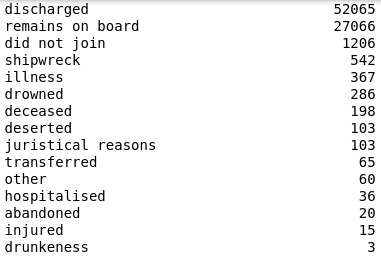 discharged 52065
remains on board 27066
did not join 1206
shipwreck 542
illness 367
drowned 286
deceased 198
deserted 103
juristical reasons 103
transferred 65
other 60
hospitalised 36
abandoned 20
injured 15
drunkeness 3